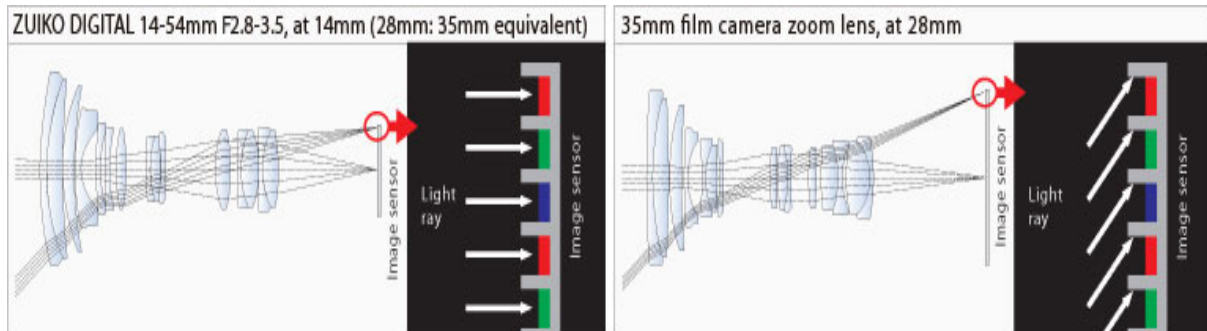 ZUIKO DIGITAL 14-54mm F2.8-3.5, at 14mm (28mm: 35mm equivalent)
Image sensor
Light
ray
Image sensor
35mm film camera zoom lens, at 28mm
Image sensor
Light
ray
Image sensor